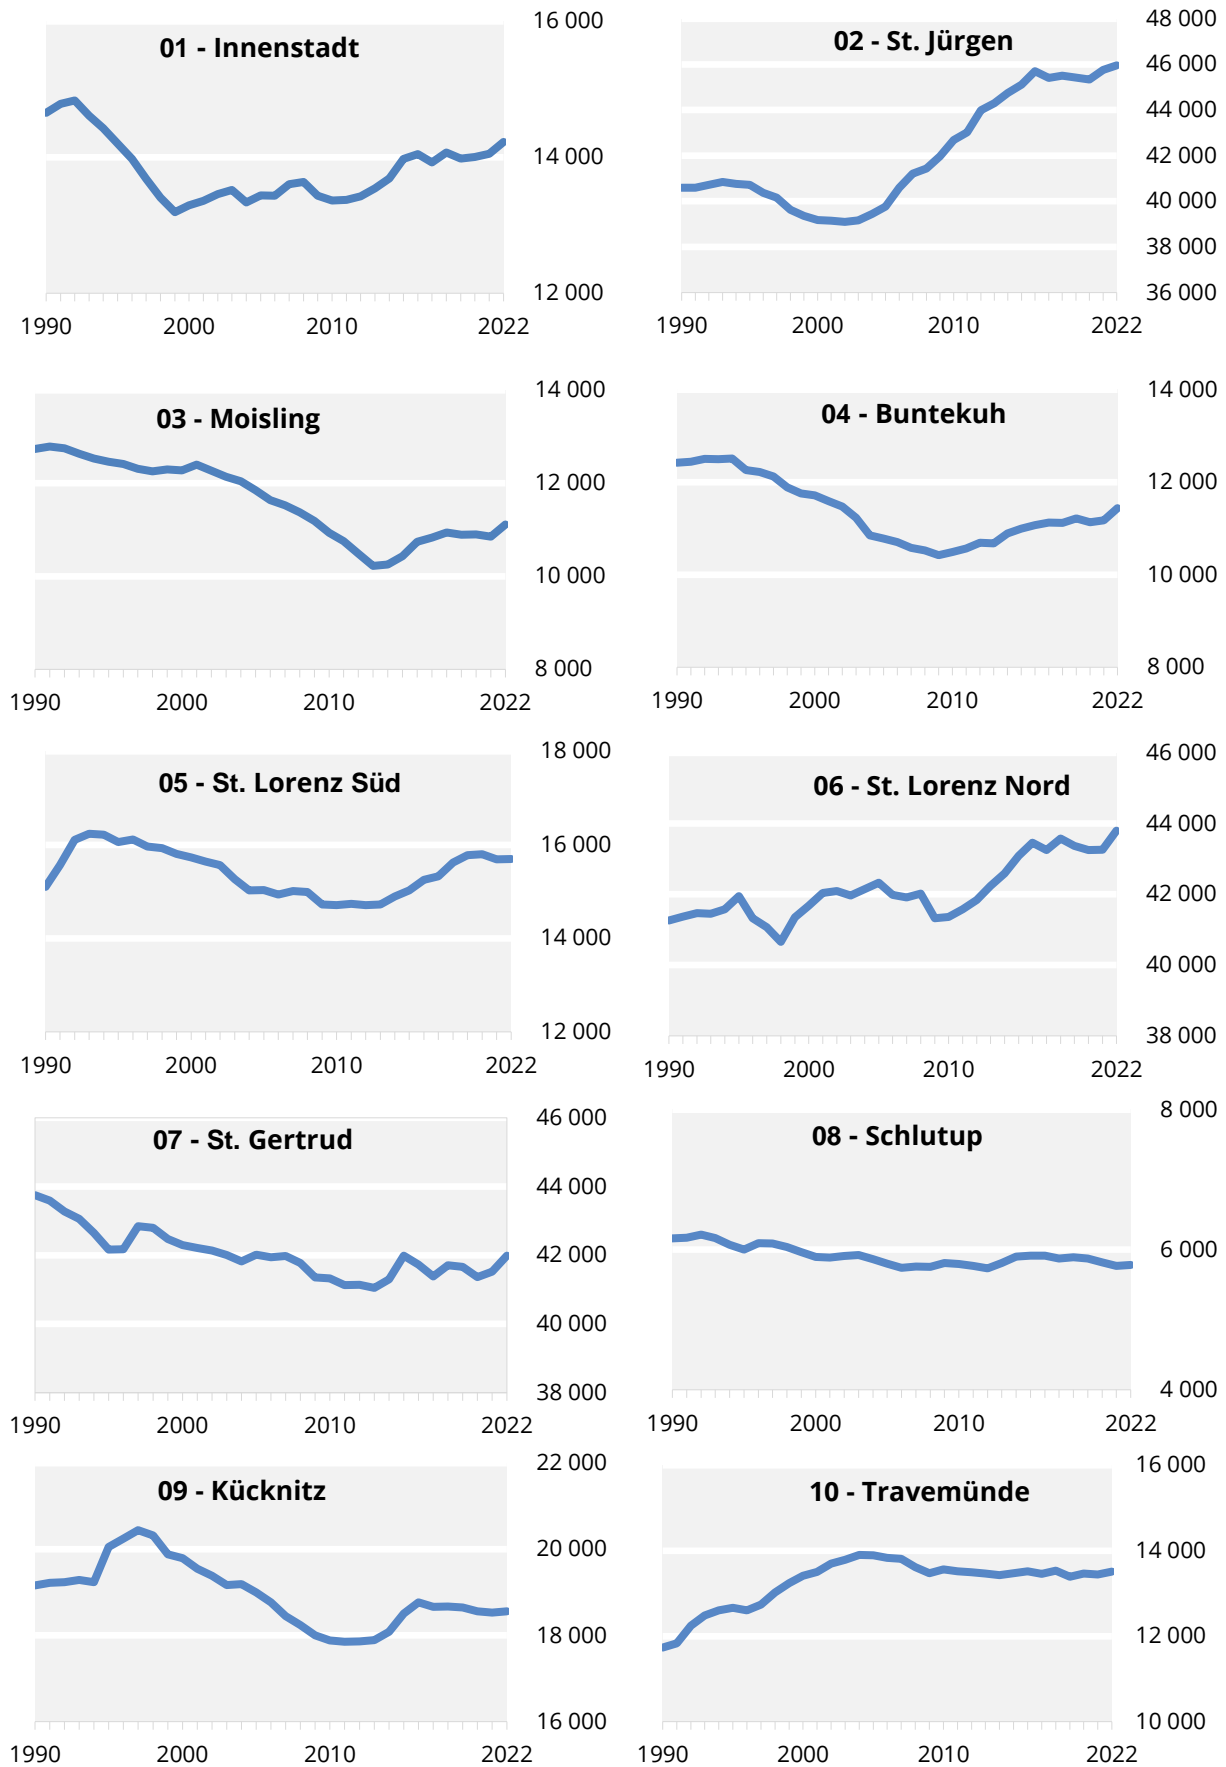 01 - Innenstadt
16 000
14 000
12 000
1990 2000 2010 2022
02 - St. Jürgen
48 000
46 000
44 000
42 000
40 000
38 000
36 000
1990 2000 2010 2022
03 - Moisling
14 000
12 000
10 000
8 000
1990 2000 2010 2022
04 - Buntekuh
14 000
12 000
10 000
8 000
1990 2000 2010 2022
05 - St. Lorenz Süd
18 000
16 000
14 000
12 000
1990 2000 2010 2022
06 - St. Lorenz Nord
46 000
44 000
42 000
40 000
38 000
1990 2000 2010 2022
07 - St. Gertrud
46 000
44 000
42 000
40 000
38 000
1990 2000 2010 2022
08 - Schlutup
8 000
6 000
4 000
1990 2000 2010 2022
09 - Kücknitz
22 000
20 000
18 000
16 000
1990 2000 2010 2022
10 - Travemünde
16 000
14 000
12 000
10 000
1990 2000 2010 2022